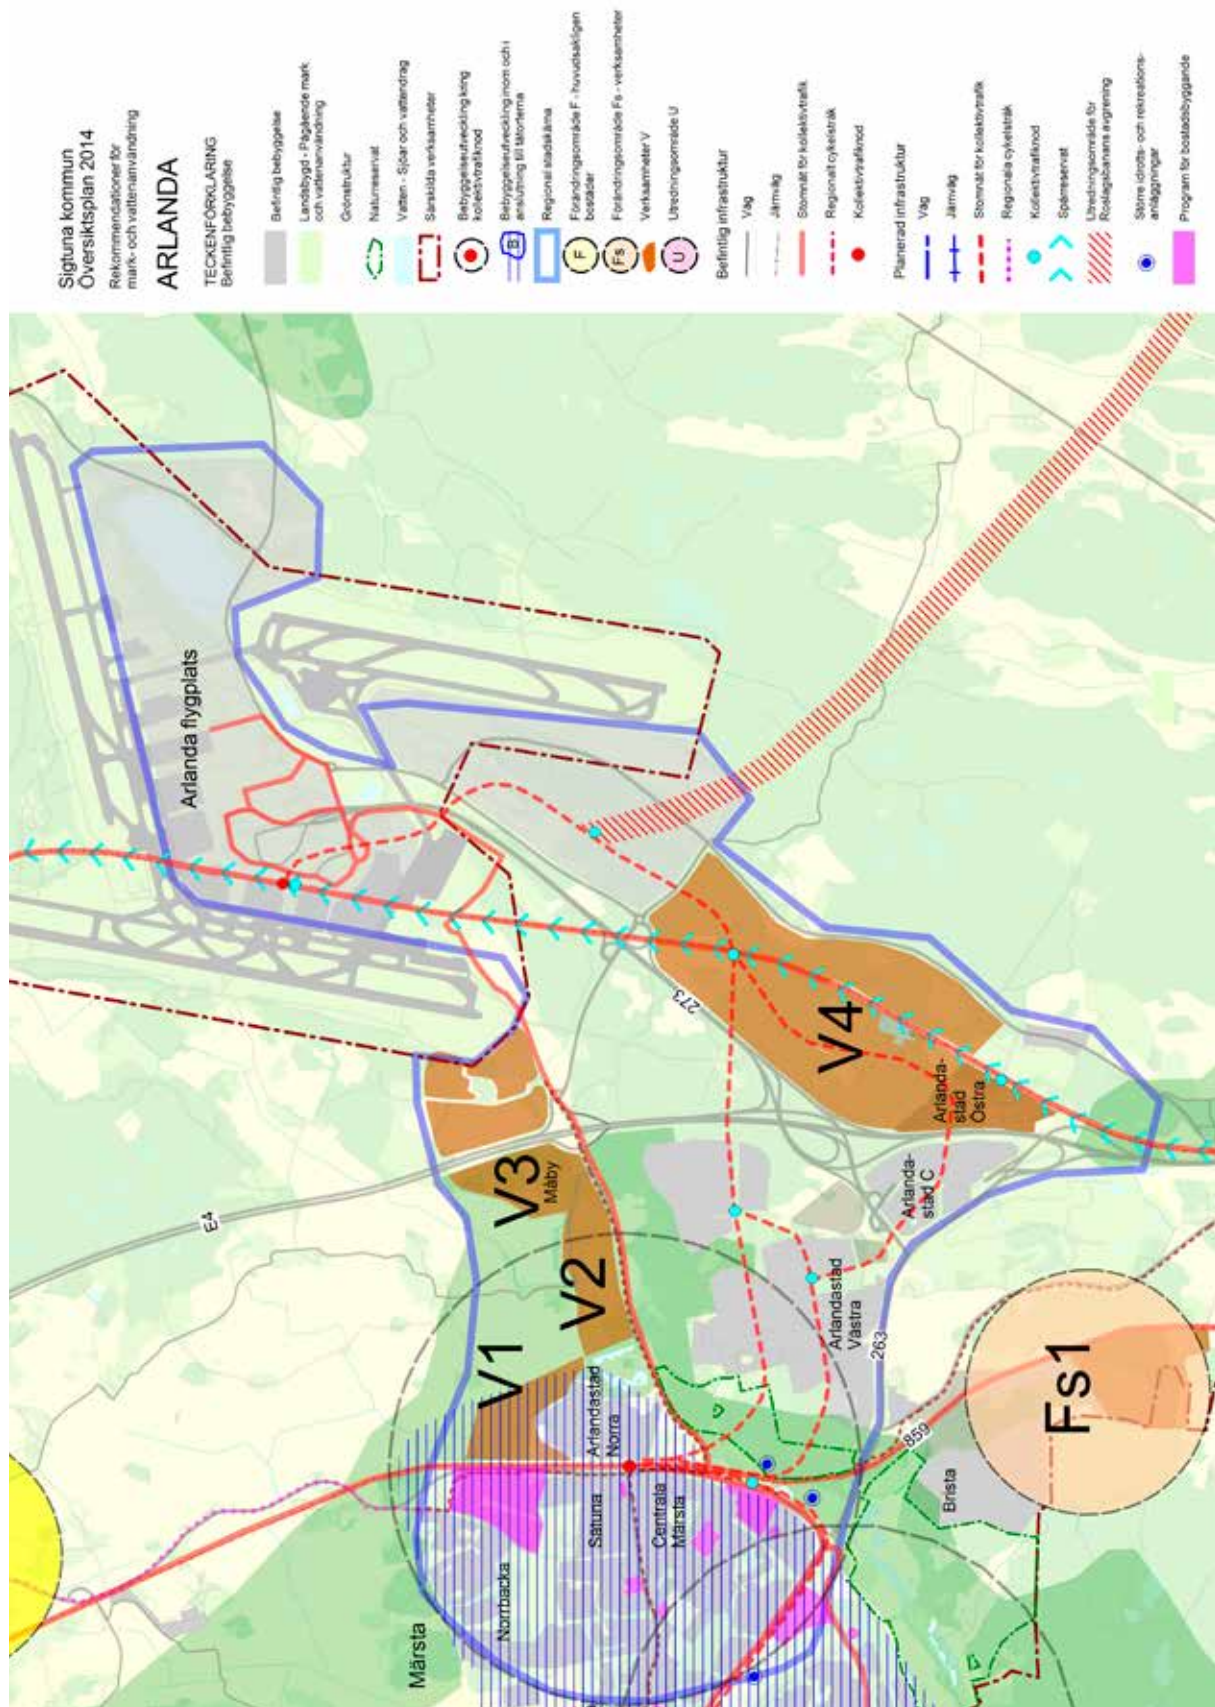 Sigtuna kommun
Översiktsplan 2014
Rekommendationer för
mark- och vattenanvändning
ARLANDA
TECKENFÖRKLARING
Befintlig bebyggelse
Befintlig bebyggelse
Landsbygd - Pågående mark
och vattenanvändning
Grönstruktur
Naturreservat
Vatten - Sjöar och vattendrag
Särskilda verksamheter
Bebyggelseutveckling kring
kollektivtrafiknod
B
Bebyggelseutveckling inom och i
anslutning till tätorterna
Regional stadskärna
F
Förändringsområde F - huvudsakligen
bostäder
Fs
Förändringsområde Fs - verksamheter
Verksamheter V
U
Utredningsområde U
Befintlig infrastruktur
Väg
Järnväg
Stomnät för kollektivtrafik
Regionalt cykelstråk
Kollektivtrafiknod
Planerad infrastruktur
Väg
Järnväg
Stomnät för kollektivtrafik
Regionala cykelstråk
Kollektivtrafiknod
Spårreservat
Utredningsområde för
Roslagsbanans avgrening
Större idrotts- och rekreations-
anläggningar
Program för bostadsbyggande
Arlanda flygplats
273
V4
Arlanda-
stad
Östra
E4
V3
Måby
V2
V1
Arlanda-
stad C
Arlandastad
Västra
263
Arlandastad
Norra
859
Fs1
Brista
Märsta
Norrbacka
Sätuna
Centrala
Märsta